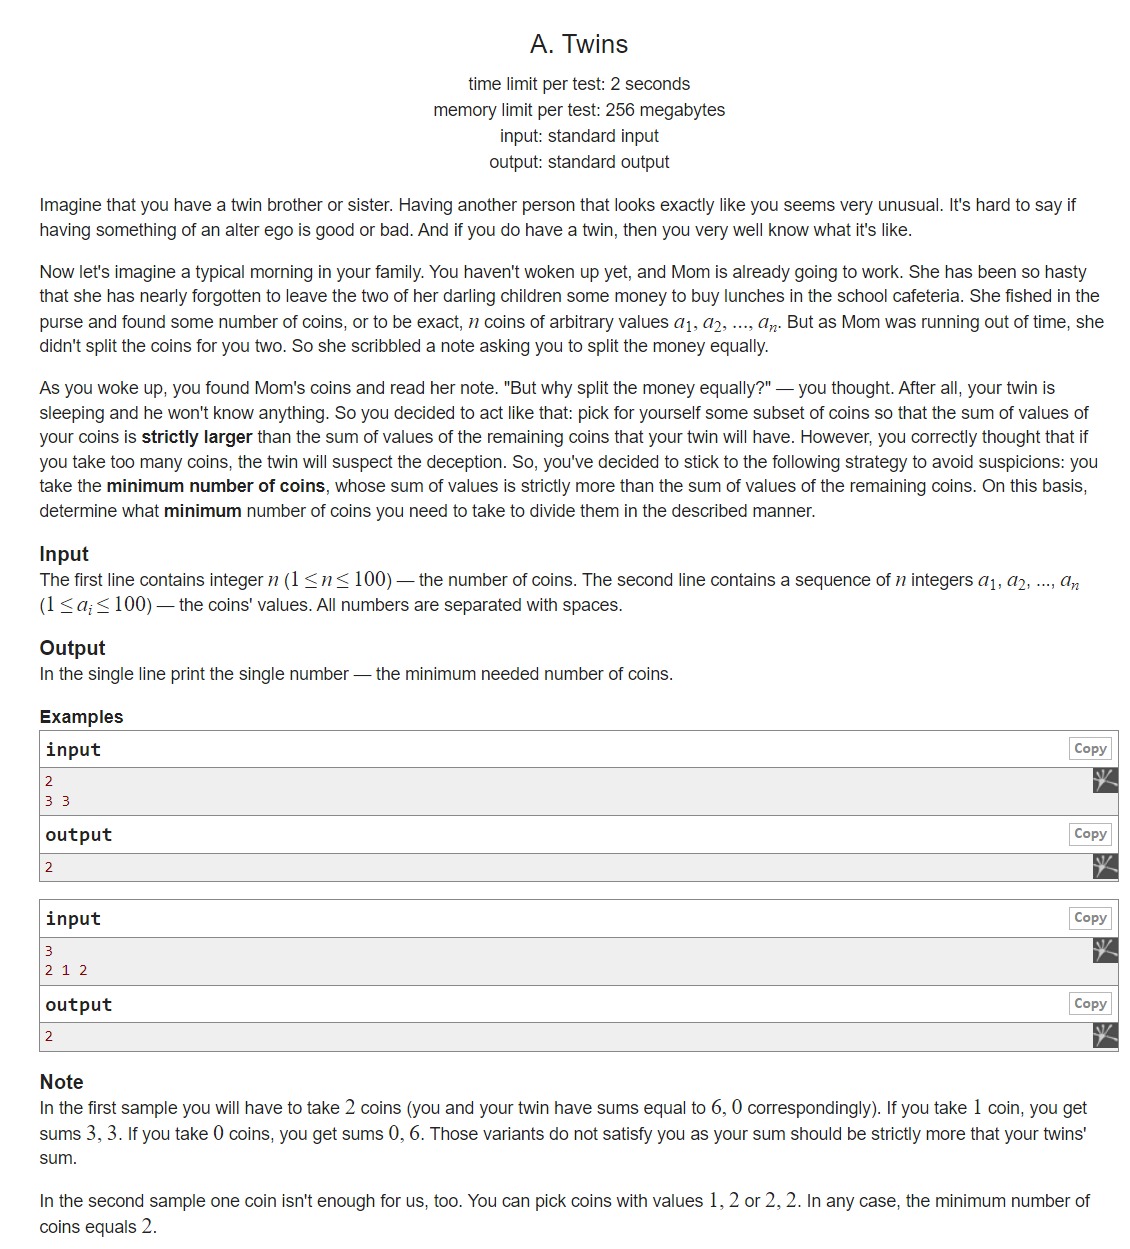 A. Twins
time limit per test: 2 seconds
memory limit per test: 256 megabytes
input: standard input
output: standard output
Imagine that you have a twin brother or sister. Having another person that looks exactly like you seems very unusual. It's hard to say if
having something of an alter ego is good or bad. And if you do have a twin, then you very well know what it's like.
Now let's imagine a typical morning in your family. You haven't woken up yet, and Mom is already going to work. She has been so hasty
that she has nearly forgotten to leave the two of her darling children some money to buy lunches in the school cafeteria. She fished in the
purse and found some number of coins, or to be exact, n coins of arbitrary values a₁, a₂, ..., aₙ. But as Mom was running out of time, she
didn't split the coins for you two. So she scribbled a note asking you to split the money equally.
As you woke up, you found Mom's coins and read her note. "But why split the money equally?" — you thought. After all, your twin is
sleeping and he won't know anything. So you decided to act like that: pick for yourself some subset of coins so that the sum of values of
your coins is strictly larger than the sum of values of the remaining coins that your twin will have. However, you correctly thought that if
you take too many coins, the twin will suspect the deception. So, you've decided to stick to the following strategy to avoid suspicions: you
take the minimum number of coins, whose sum of values is strictly more than the sum of values of the remaining coins. On this basis,
determine what minimum number of coins you need to take to divide them in the described manner.
Input
The first line contains integer n (1 ≤ n ≤ 100) — the number of coins. The second line contains a sequence of n integers a₁, a₂, ..., aₙ
(1 ≤ aᵢ ≤ 100) — the coins' values. All numbers are separated with spaces.
Output
In the single line print the single number — the minimum needed number of coins.
Examples
input Copy
2
3 3
output Copy
2
input Copy
3
2 1 2
output Copy
2
Note
In the first sample you will have to take 2 coins (you and your twin have sums equal to 6, 0 correspondingly). If you take 1 coin, you get
sums 3, 3. If you take 0 coins, you get sums 0, 6. Those variants do not satisfy you as your sum should be strictly more that your twins'
sum.
In the second sample one coin isn't enough for us, too. You can pick coins with values 1, 2 or 2, 2. In any case, the minimum number of
coins equals 2.